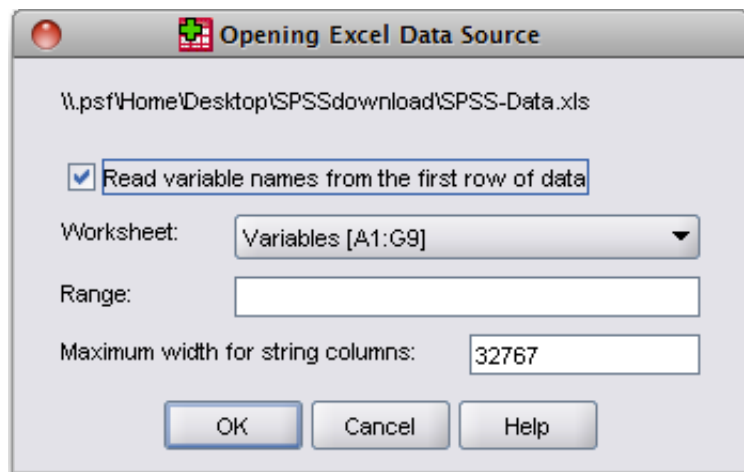 Opening Excel Data Source
\\.psf\Home\Desktop\SPSSdownload\SPSS-Data.xls
Read variable names from the first row of data
Worksheet: Variables [A1:G9]
Range:
Maximum width for string columns: 32767
OK Cancel Help